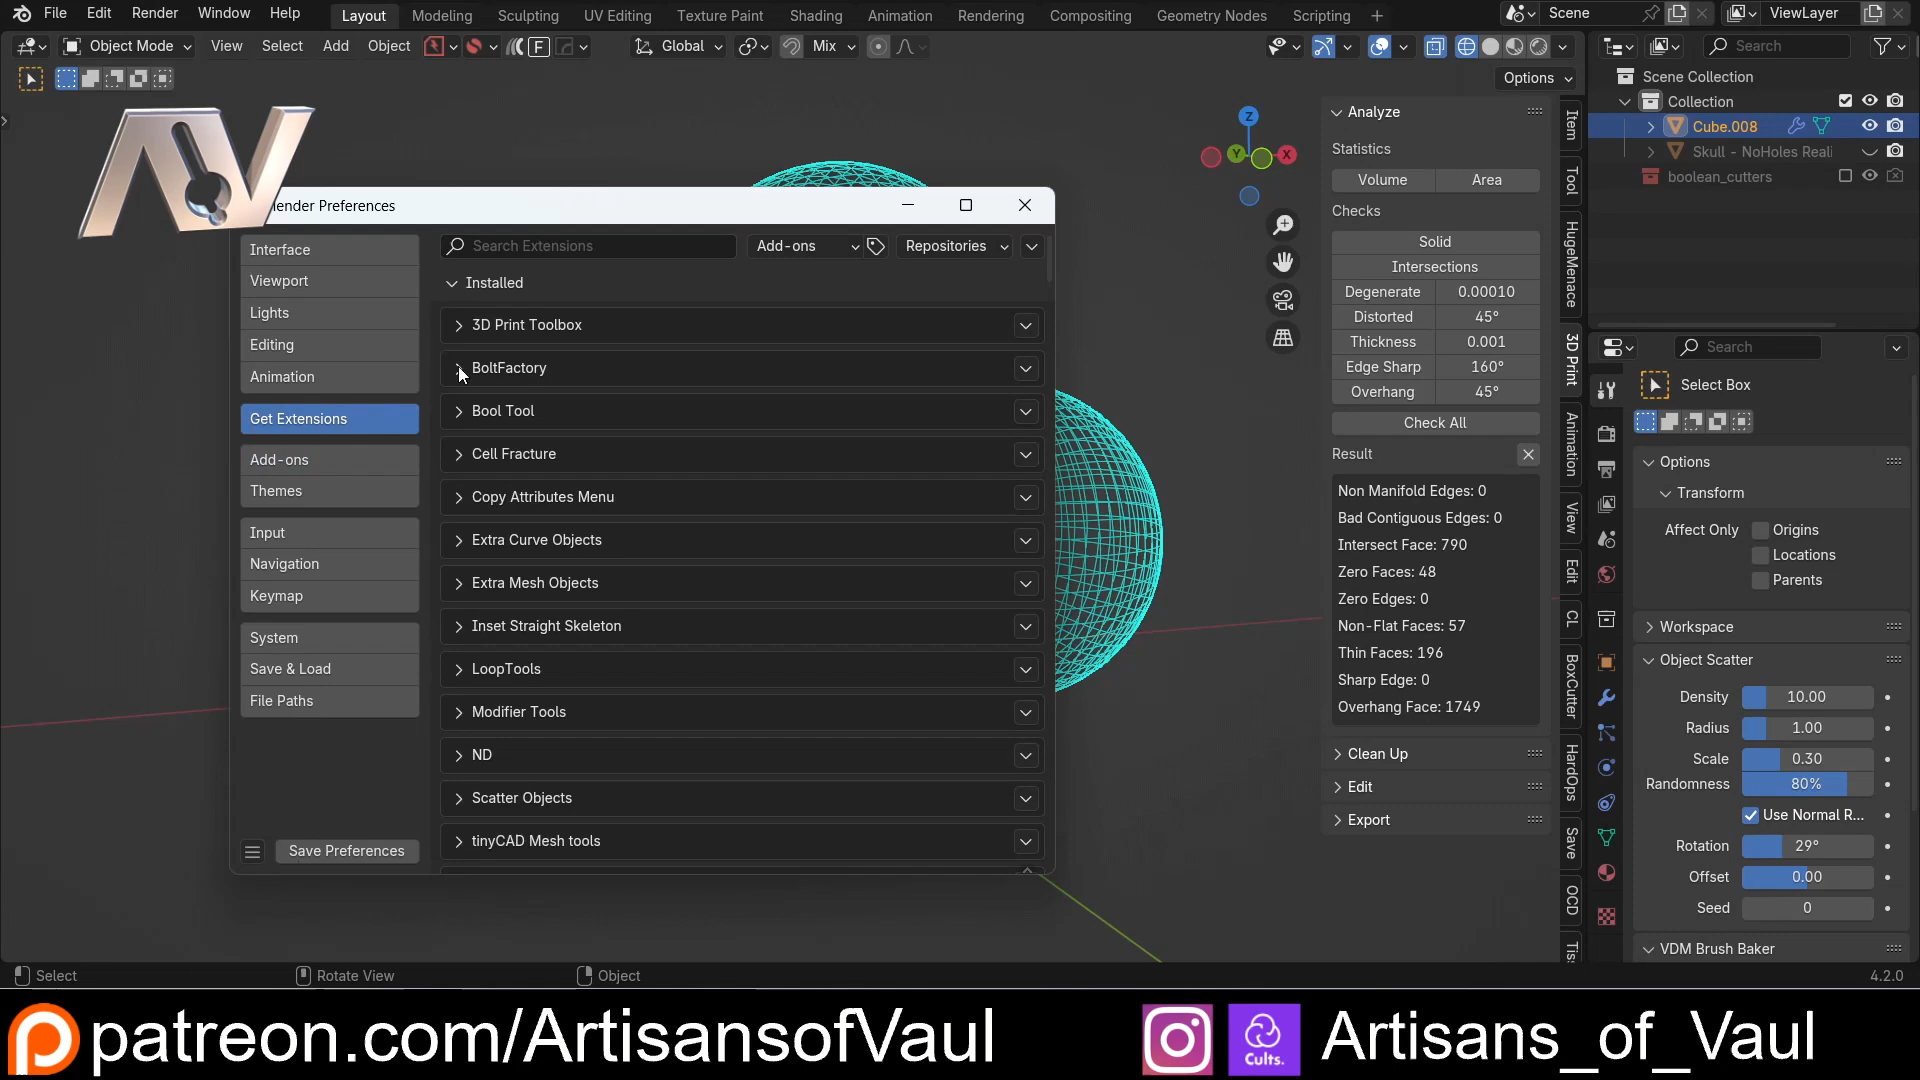 File Edit Render Window Help Layout Modeling Sculpting UV Editing Texture Paint Shading Animation Rendering Compositing Geometry Nodes Scripting + Scene ViewLayer
Object Mode View Select Add Object F Global Mix Search
Options
Scene Collection
Collection
Cube.008
Skull - NoHoles Reali
boolean_cutters
AV
Z
Y
X
Analyze
Statistics
Volume Area
Checks
Solid
Intersections
Degenerate 0.00010
Distorted 45°
Thickness 0.001
Edge Sharp 160°
Overhang 45°
Check All
Result
Non Manifold Edges: 0
Bad Contiguous Edges: 0
Intersect Face: 790
Zero Faces: 48
Zero Edges: 0
Non-Flat Faces: 57
Thin Faces: 196
Sharp Edge: 0
Overhang Face: 1749
Clean Up
Edit
Export
Item
Tool
HugeMenace
3D Print
Animation
View
Edit
CL
BoxCutter
HardOps
Save
OCD
Tis
lender Preferences
Interface
Viewport
Lights
Editing
Animation
Get Extensions
Add-ons
Themes
Input
Navigation
Keymap
System
Save & Load
File Paths
Save Preferences
Search Extensions Add-ons Repositories
Installed
3D Print Toolbox
BoltFactory
Bool Tool
Cell Fracture
Copy Attributes Menu
Extra Curve Objects
Extra Mesh Objects
Inset Straight Skeleton
LoopTools
Modifier Tools
ND
Scatter Objects
tinyCAD Mesh tools
Search
Select Box
Options
Transform
Affect Only Origins
Locations
Parents
Workspace
Object Scatter
Density 10.00
Radius 1.00
Scale 0.30
Randomness 80%
Use Normal R...
Rotation 29°
Offset 0.00
Seed 0
VDM Brush Baker
Select Rotate View Object 4.2.0
patreon.com/ArtisansofVaul Cults. Artisans_of_Vaul